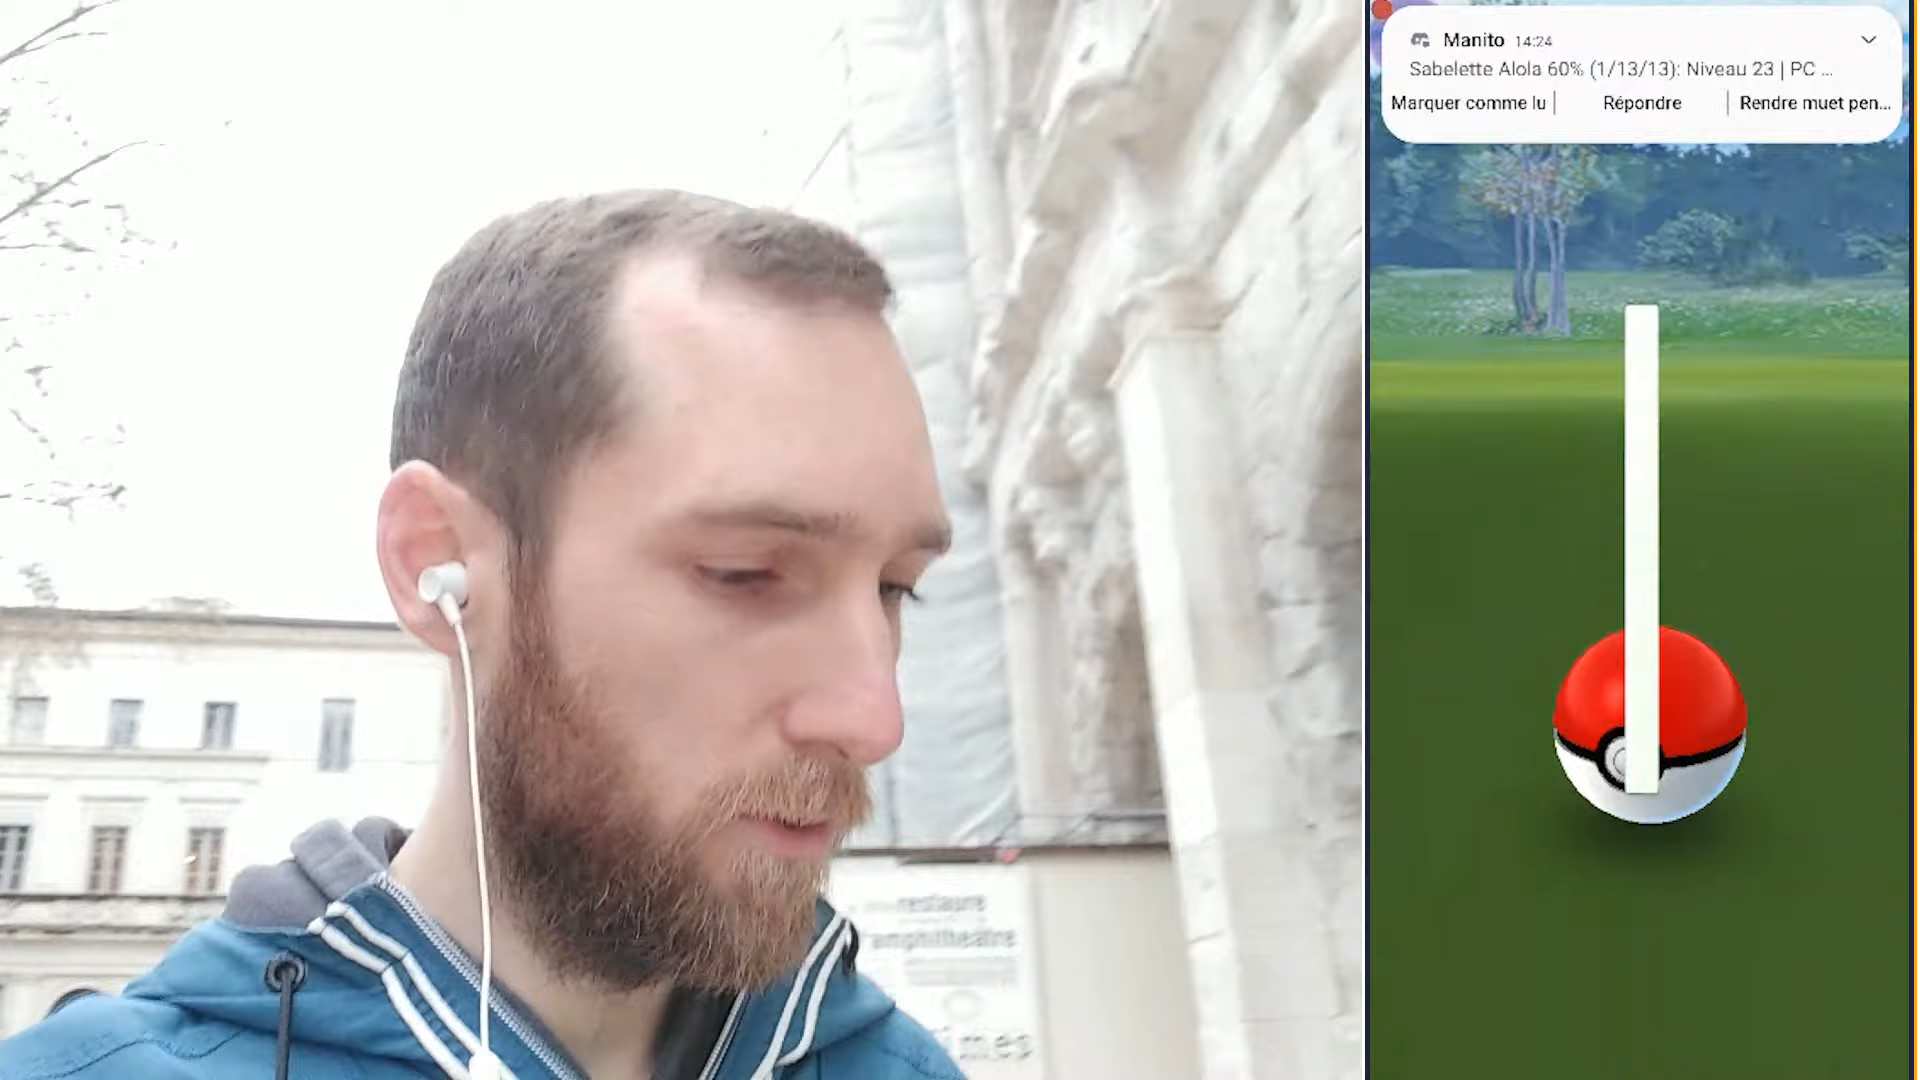 Manito 14:24
Sabelette Alola 60% (1/13/13): Niveau 23 | PC ...
Marquer comme lu | Répondre | Rendre muet pen...
restaure
amphithéâtre